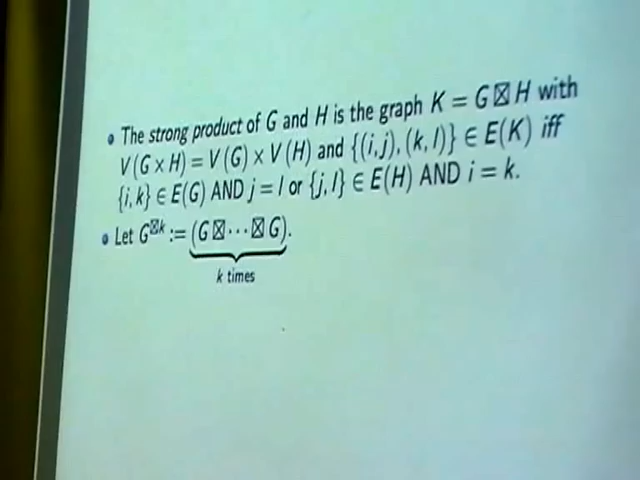 • The strong product of G and H is the graph K = G ⊠ H with
V(G × H) = V(G) × V(H) and {(i,j), (k,l)} ∈ E(K) iff
{i,k} ∈ E(G) AND j = l or {j,l} ∈ E(H) AND i = k.
• Let G^{⊠k} := (G ⊠ ⋯ ⊠ G).
k times